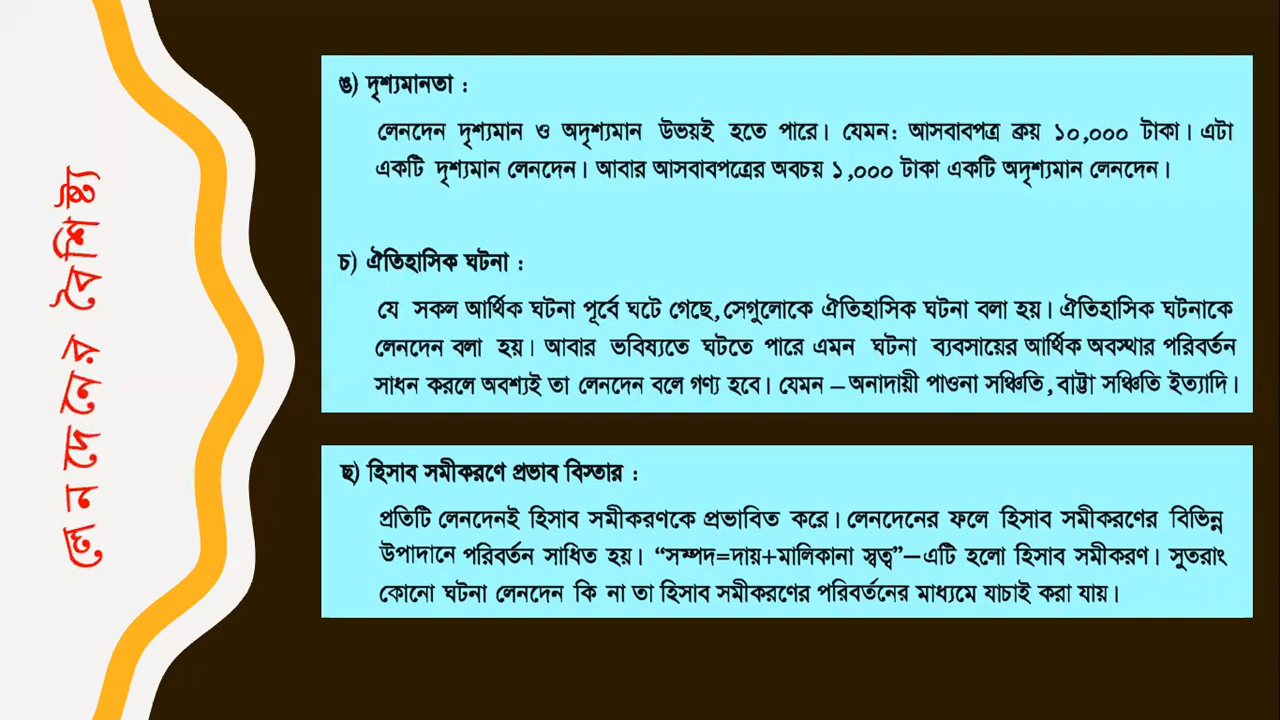 লেনদেনের বৈশিষ্ট্য
ঙ) দৃশ্যমানতা :
লেনদেন দৃশ্যমান ও অদৃশ্যমান উভয়ই হতে পারে। যেমন: আসবাবপত্র ক্রয় ১০,০০০ টাকা। এটা
একটি দৃশ্যমান লেনদেন। আবার আসবাবপত্রের অবচয় ১,০০০ টাকা একটি অদৃশ্যমান লেনদেন।
চ) ঐতিহাসিক ঘটনা :
যে সকল আর্থিক ঘটনা পূর্বে ঘটে গেছে,সেগুলোকে ঐতিহাসিক ঘটনা বলা হয়। ঐতিহাসিক ঘটনাকে
লেনদেন বলা হয়। আবার ভবিষ্যতে ঘটতে পারে এমন ঘটনা ব্যবসায়ের আর্থিক অবস্থার পরিবর্তন
সাধন করলে অবশ্যই তা লেনদেন বলে গণ্য হবে। যেমন – অনাদায়ী পাওনা সঞ্চিতি, বাট্টা সঞ্চিতি ইত্যাদি।
ছ) হিসাব সমীকরণে প্রভাব বিস্তার :
প্রতিটি লেনদেনই হিসাব সমীকরণকে প্রভাবিত করে। লেনদেনের ফলে হিসাব সমীকরণের বিভিন্ন
উপাদানে পরিবর্তন সাধিত হয়। “সম্পদ=দায়+মালিকানা স্বত্ব”–এটি হলো হিসাব সমীকরণ। সুতরাং
কোনো ঘটনা লেনদেন কি না তা হিসাব সমীকরণের পরিবর্তনের মাধ্যমে যাচাই করা যায়।